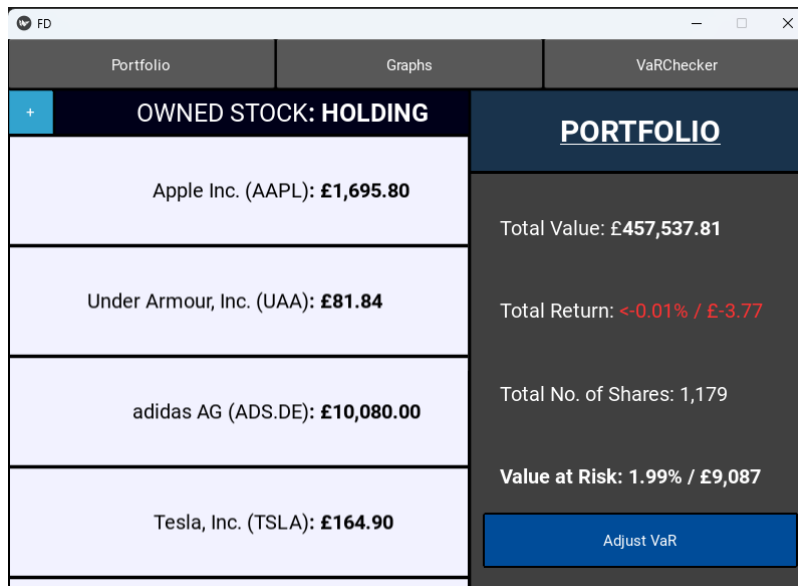 FD
Portfolio
Graphs
VaRChecker
+
OWNED STOCK: HOLDING
Apple Inc. (AAPL): £1,695.80
Under Armour, Inc. (UAA): £81.84
adidas AG (ADS.DE): £10,080.00
Tesla, Inc. (TSLA): £164.90
PORTFOLIO
Total Value: £457,537.81
Total Return: <-0.01% / £-3.77
Total No. of Shares: 1,179
Value at Risk: 1.99% / £9,087
Adjust VaR